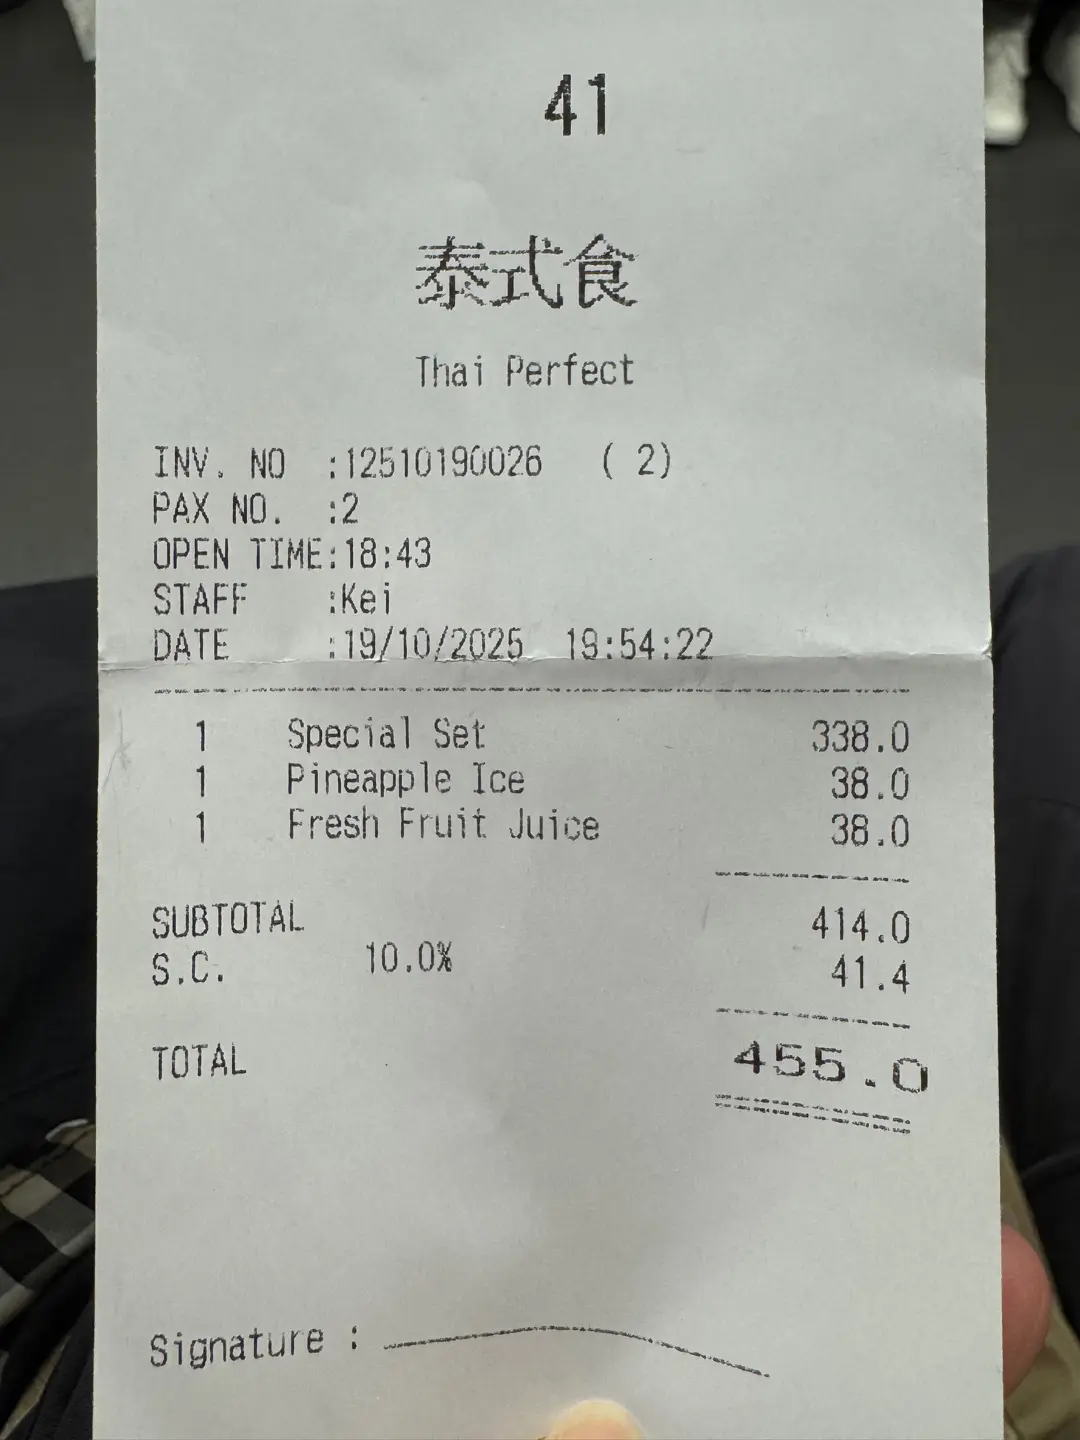 41
泰式食
Thai Perfect
INV. NO :12510190026 ( 2)
PAX NO. :2
OPEN TIME:18:43
STAFF :Kei
DATE :19/10/2025 19:54:22
1 Special Set 338.0
1 Pineapple Ice 38.0
1 Fresh Fruit Juice 38.0
SUBTOTAL 414.0
S.C. 10.0% 41.4
TOTAL 455.0
Signature :